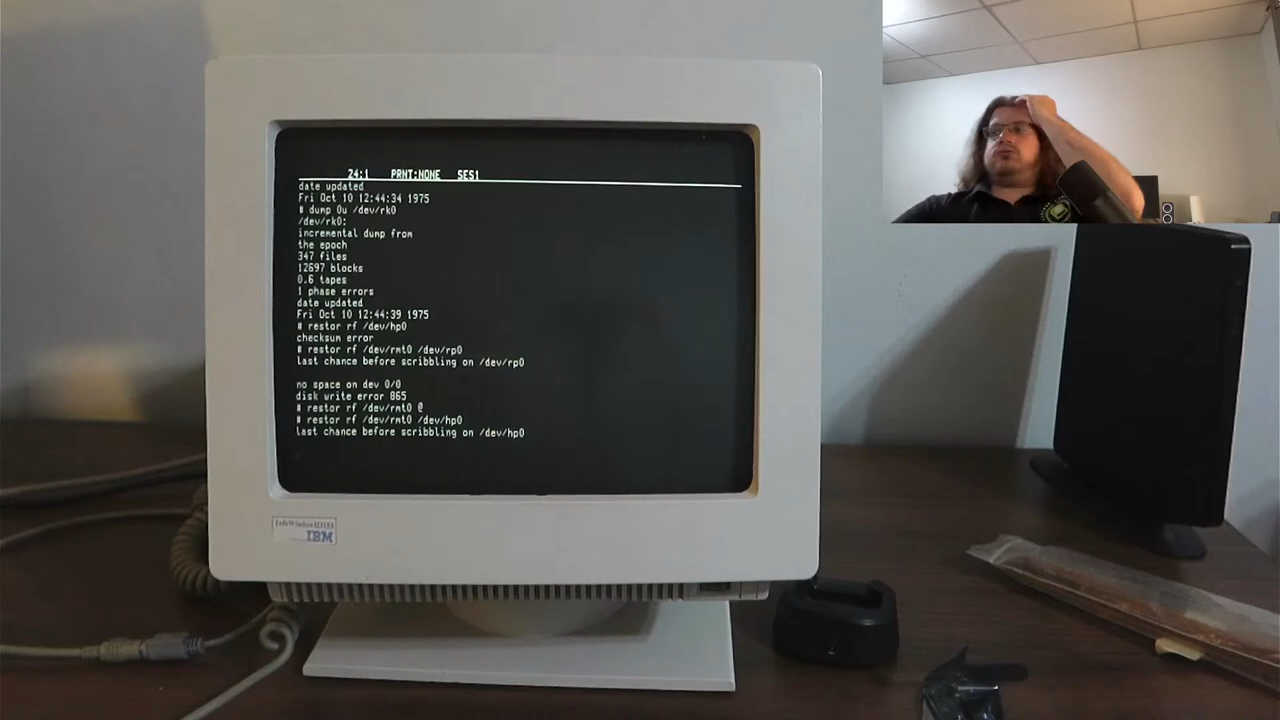 24:1 PRNT:NONE SES1
date updated
Fri Oct 10 12:44:34 1975
# dump 0u /dev/rk0
/dev/rk0:
incremental dump from
the epoch
347 files
12697 blocks
0.6 tapes
1 phase errors
date updated
Fri Oct 10 12:44:39 1975
# restor rf /dev/hp0
checksum error
# restor rf /dev/rmt0 /dev/rp0
last chance before scribbling on /dev/rp0
no space on dev 0/0
disk write error 865
# restor rf /dev/rmt0 @
# restor rf /dev/rmt0 /dev/hp0
last chance before scribbling on /dev/hp0
IBM